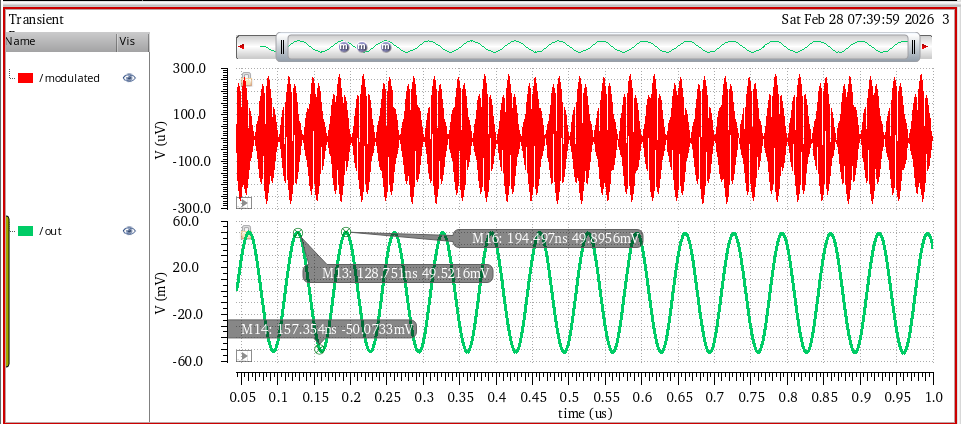 Transient
Sat Feb 28 07:39:59 2026 3
Name Vis
/modulated
/out
300.0
100.0
-100.0
-300.0
V (uV)
60.0
20.0
-20.0
-60.0
V (mV)
M16: 194.497ns 49.8956mV
M13: 128.751ns 49.5216mV
M14: 157.354ns -50.0733mV
0.05 0.1 0.15 0.2 0.25 0.3 0.35 0.4 0.45 0.5 0.55 0.6 0.65 0.7 0.75 0.8 0.85 0.9 0.95 1.0
time (us)